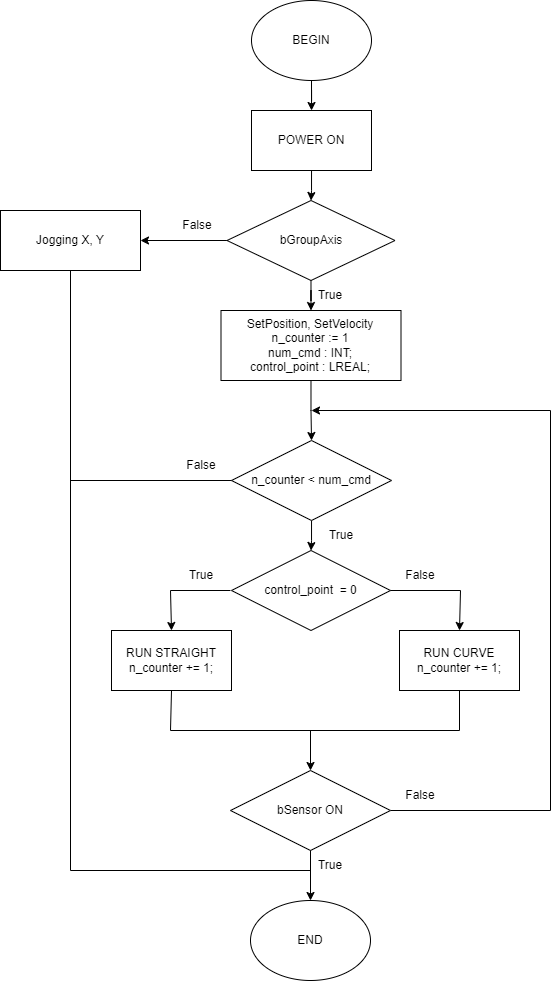 BEGIN
POWER ON
False
Jogging X, Y
bGroupAxis
True
SetPosition, SetVelocity
n_counter := 1
num_cmd : INT;
control_point : LREAL;
False
n_counter < num_cmd
True
True
control_point  = 0
False
RUN STRAIGHT
n_counter += 1;
RUN CURVE
n_counter += 1;
bSensor ON
False
True
END